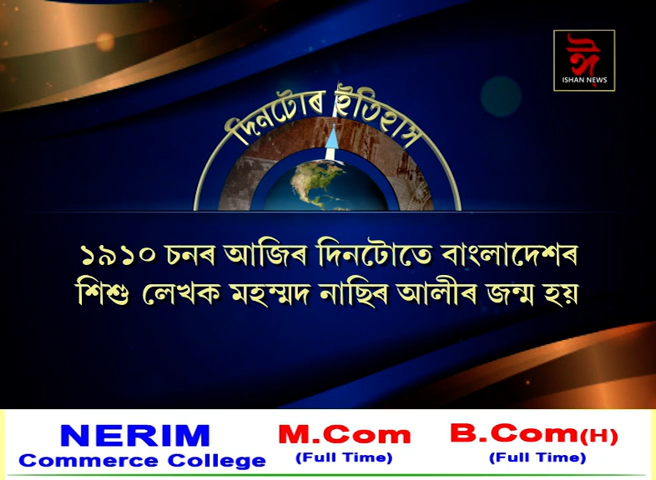 ঈ
ISHAN NEWS
দিনটোৰ ইতিহাস
১৯১০ চনৰ আজিৰ দিনটোতে বাংলাদেশৰ
শিশু লেখক মহম্মদ নাছিৰ আলীৰ জন্ম হয়
NERIM M.Com B.Com(H)
Commerce College (Full Time) (Full Time)